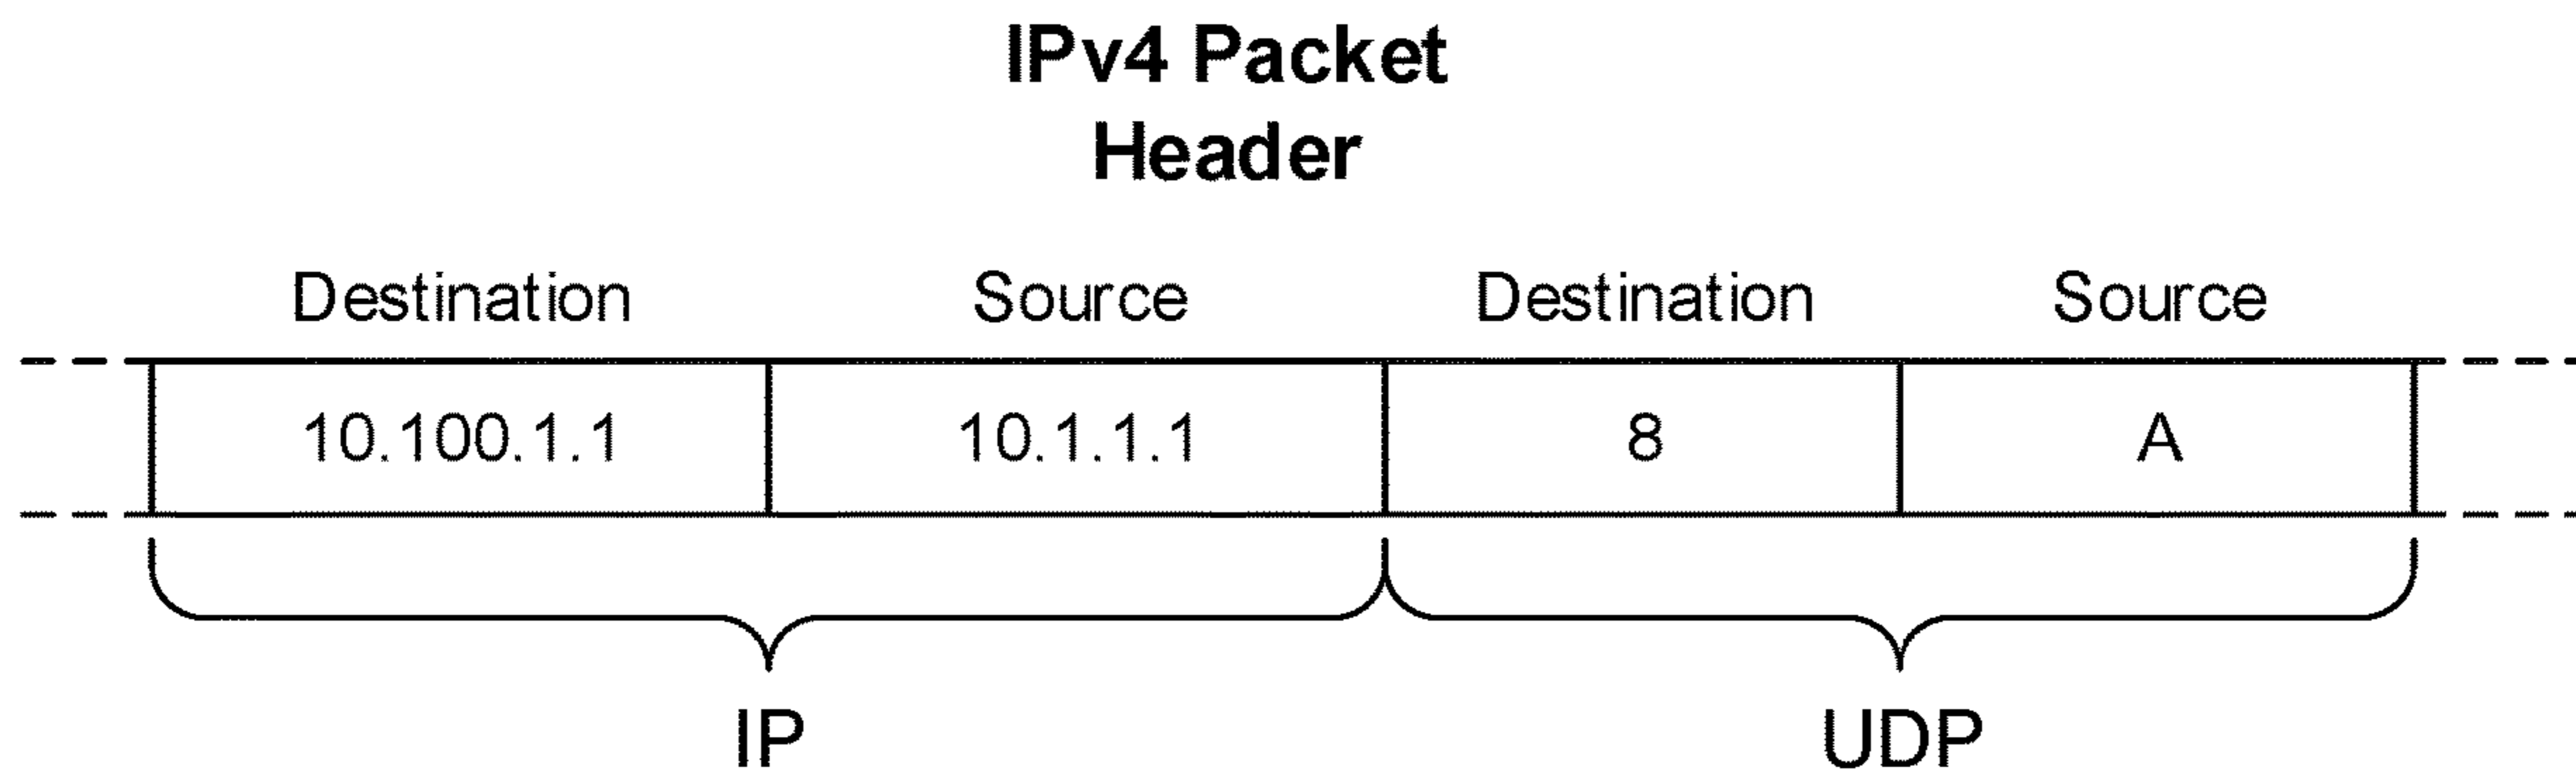 IPv4 Packet
Header
Destination Source Destination Source
10.100.1.1 10.1.1.1 8 A
IP UDP